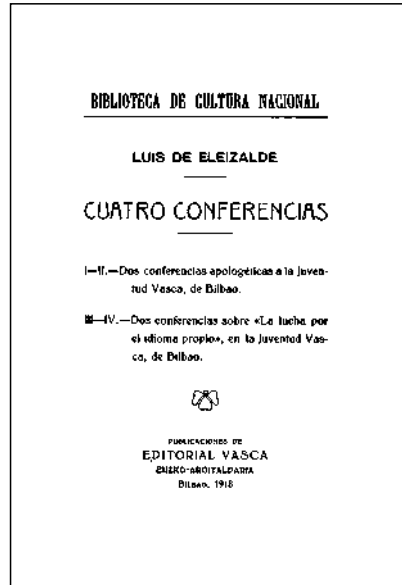 BIBLIOTECA DE CULTURA NACIONAL
LUIS DE ELEIZALDE
CUATRO CONFERENCIAS
I—II.—Dos conferencias apologéticas a la Juven-
tud Vasca, de Bilbao.
III—IV.—Dos conferencias sobre «La lucha por
el idioma propio», en la Juventud Vas-
ca, de Bilbao.
PUBLICACIONES DE
EDITORIAL VASCA
EUZKO-ARGITALDARIA
BILBAO, 1918